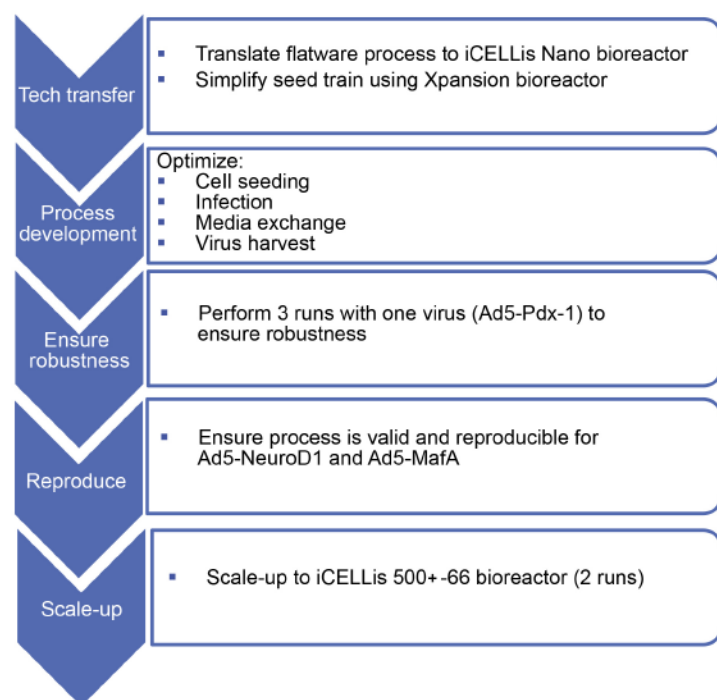 Tech transfer
▪ Translate flatware process to iCELLis Nano bioreactor
▪ Simplify seed train using Xpansion bioreactor
Process
development
Optimize:
▪ Cell seeding
▪ Infection
▪ Media exchange
▪ Virus harvest
Ensure
robustness
▪ Perform 3 runs with one virus (Ad5-Pdx-1) to
ensure robustness
Reproduce
▪ Ensure process is valid and reproducible for
Ad5-NeuroD1 and Ad5-MafA
Scale-up
▪ Scale-up to iCELLis 500+-66 bioreactor (2 runs)